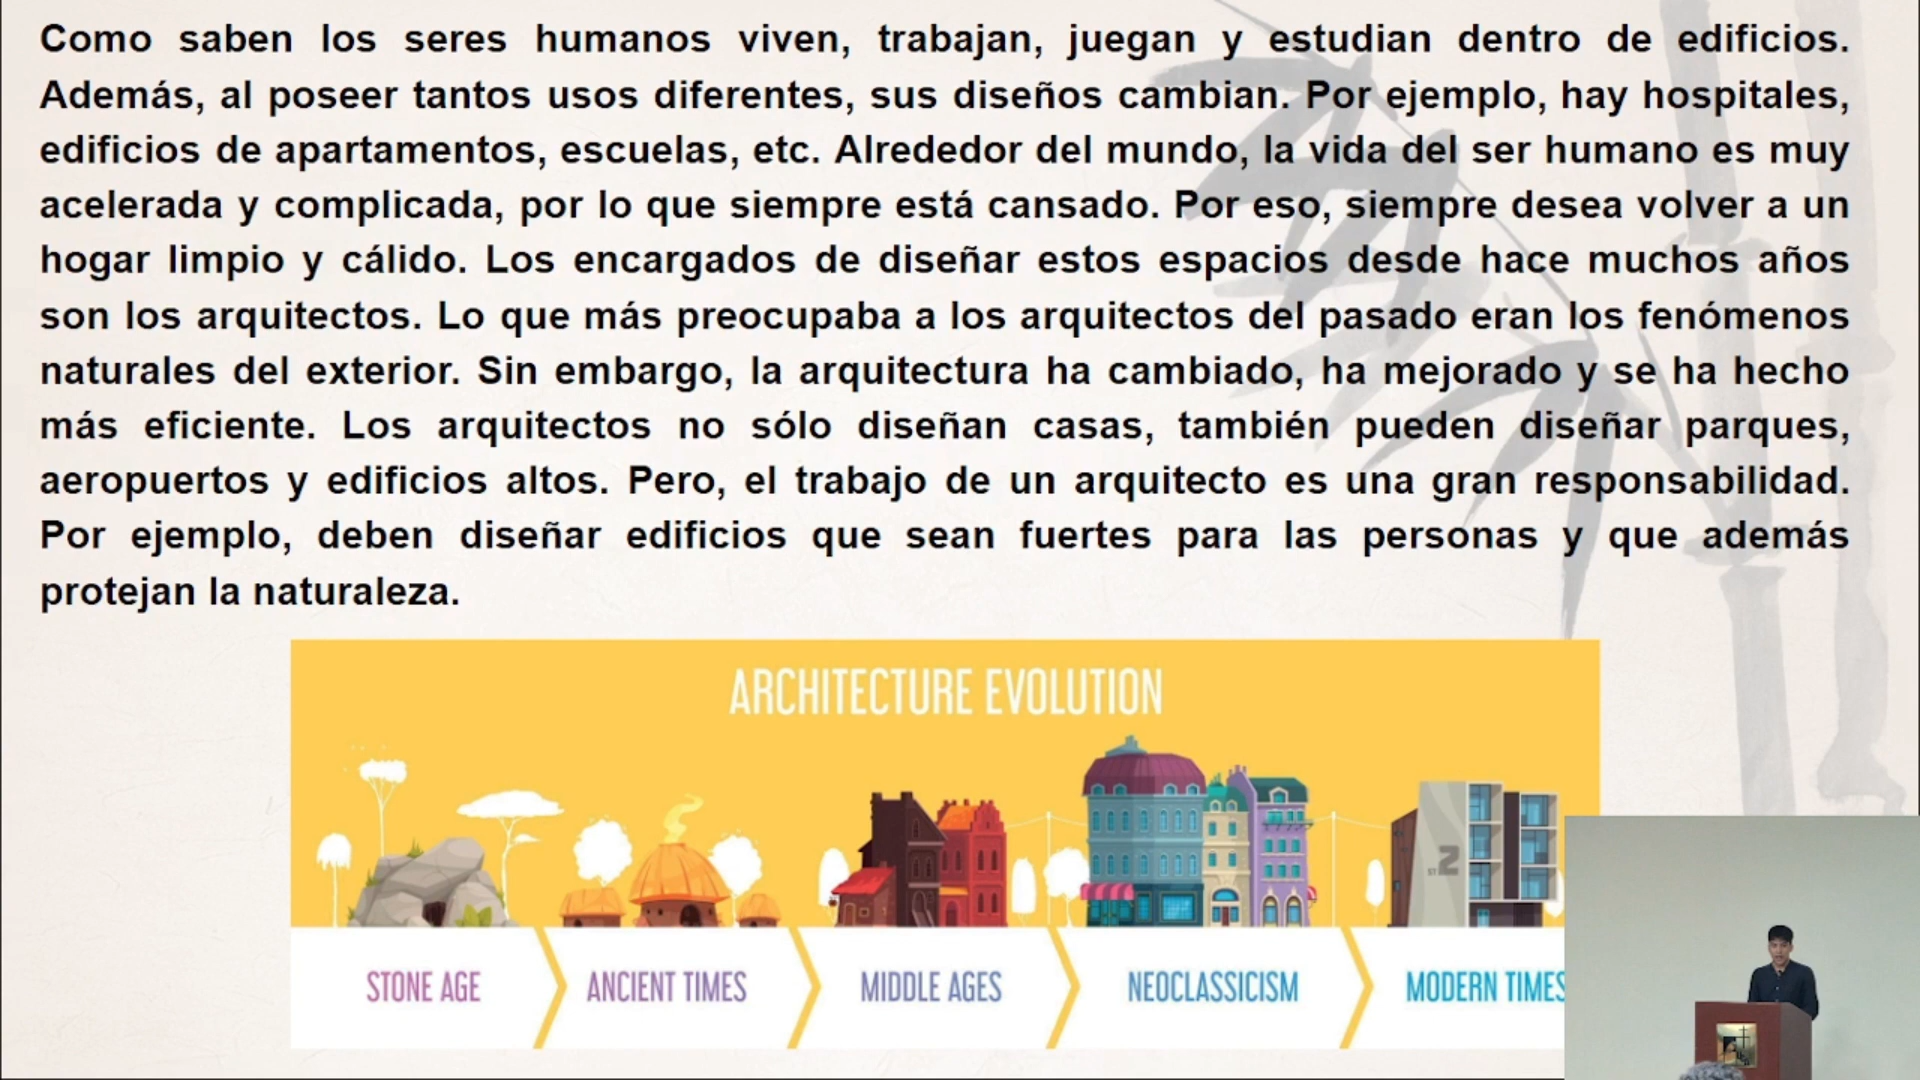 Como saben los seres humanos viven, trabajan, juegan y estudian dentro de edificios.
Además, al poseer tantos usos diferentes, sus diseños cambian. Por ejemplo, hay hospitales,
edificios de apartamentos, escuelas, etc. Alrededor del mundo, la vida del ser humano es muy
acelerada y complicada, por lo que siempre está cansado. Por eso, siempre desea volver a un
hogar limpio y cálido. Los encargados de diseñar estos espacios desde hace muchos años
son los arquitectos. Lo que más preocupaba a los arquitectos del pasado eran los fenómenos
naturales del exterior. Sin embargo, la arquitectura ha cambiado, ha mejorado y se ha hecho
más eficiente. Los arquitectos no sólo diseñan casas, también pueden diseñar parques,
aeropuertos y edificios altos. Pero, el trabajo de un arquitecto es una gran responsabilidad.
Por ejemplo, deben diseñar edificios que sean fuertes para las personas y que además
protejan la naturaleza.
ARCHITECTURE EVOLUTION
ST 2
STONE AGE
ANCIENT TIMES
MIDDLE AGES
NEOCLASSICISM
MODERN TIMES